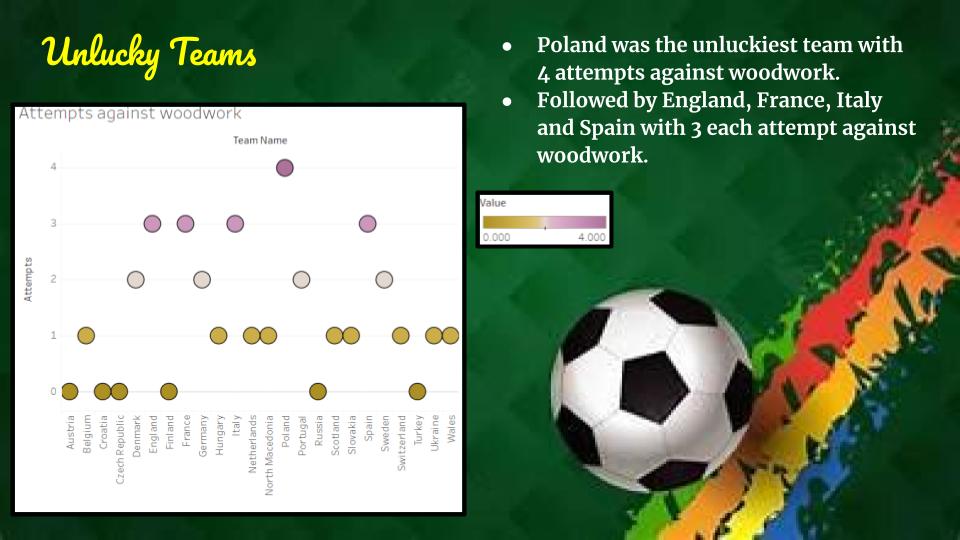 Unlucky Teams
● Poland was the unluckiest team with
4 attempts against woodwork.
● Followed by England, France, Italy
and Spain with 3 each attempt against
woodwork.
Attempts against woodwork
Team Name
Attempts
4
3
2
1
0
Austria
Belgium
Croatia
Czech Republic
Denmark
England
Finland
France
Germany
Hungary
Italy
Netherlands
North Macedonia
Poland
Portugal
Russia
Scotland
Slovakia
Spain
Sweden
Switzerland
Turkey
Ukraine
Wales
Value
0.000 4.000